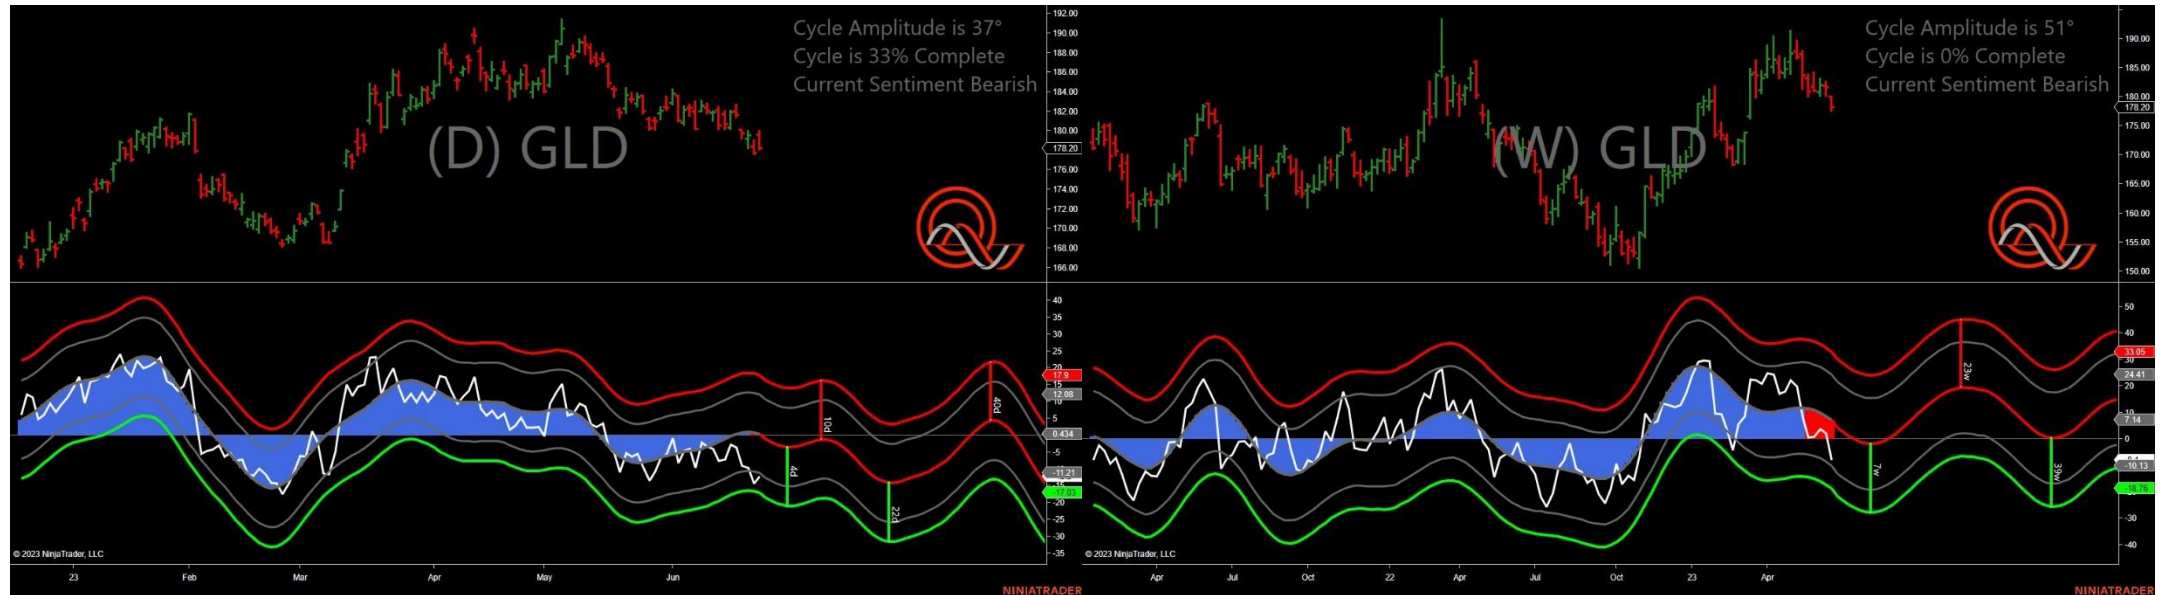 Cycle Amplitude is 37°
Cycle is 33% Complete
Current Sentiment Bearish
(D) GLD
192.00
190.00
188.00
186.00
184.00
182.00
180.00
178.20
176.00
174.00
172.00
170.00
168.00
166.00
40
35
30
25
20
17.9
15
12.08
10
5
0.434
-5
-11.21
-17.03
-20
-25
-30
-35
4d
10d
22d
40d
© 2023 NinjaTrader, LLC
23
Feb
Mar
Apr
May
Jun
NINJATRADER
Cycle Amplitude is 51°
Cycle is 0% Complete
Current Sentiment Bearish
(W) GLD
190.00
185.00
180.00
178.20
175.00
170.00
165.00
160.00
155.00
150.00
50
40
33.05
30
24.41
20
10
7.14
0
-10.13
-18.76
-30
-40
7w
23w
39w
© 2023 NinjaTrader, LLC
Apr
Jul
Oct
22
Apr
Jul
Oct
23
Apr
NINJATRADER